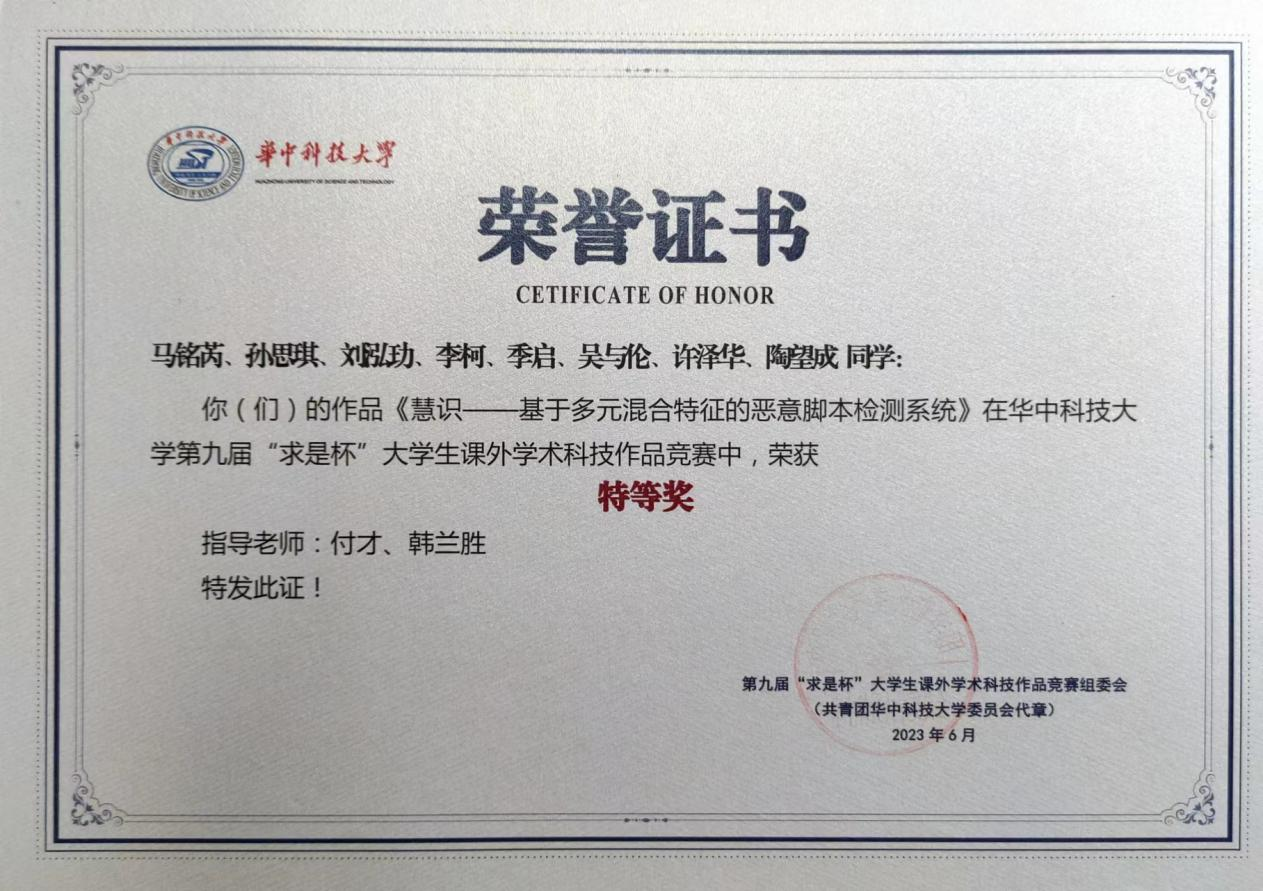 華中科技大學
HUAZHONG UNIVERSITY OF SCIENCE AND TECHNOLOGY
荣誉证书
CETIFICATE OF HONOR
马铭芮、孙思琪、刘泓玏、李柯、季启、吴与伦、许泽华、陶望成 同学:
你（们）的作品《慧识——基于多元混合特征的恶意脚本检测系统》在华中科技大
学第九届“求是杯”大学生课外学术科技作品竞赛中，荣获
特等奖
指导老师：付才、韩兰胜
特发此证！
第九届“求是杯”大学生课外学术科技作品竞赛组委会
（共青团华中科技大学委员会代章）
2023 年 6 月